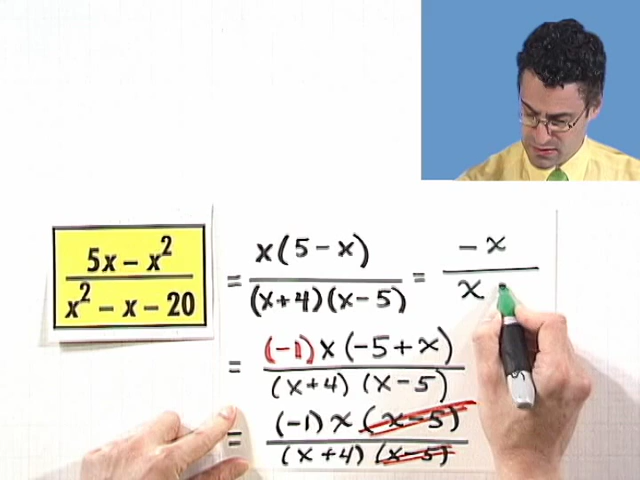 5x - x² / x² - x - 20 = x(5 - x) / (x+4)(x-5) = -x / x
= (-1)x(-5+x) / (x+4)(x-5)
= (-1)x(x-5) / (x+4)(x-5)